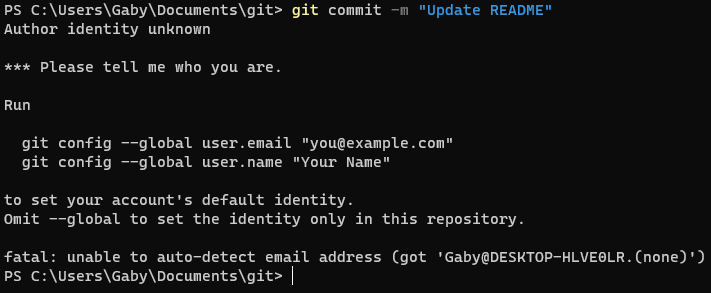 PS C:\Users\Gaby\Documents\git> git commit -m "Update README"
Author identity unknown

*** Please tell me who you are.

Run

  git config --global user.email "you@example.com"
  git config --global user.name "Your Name"

to set your account's default identity.
Omit --global to set the identity only in this repository.

fatal: unable to auto-detect email address (got 'Gaby@DESKTOP-HLVE0LR.(none)')
PS C:\Users\Gaby\Documents\git>